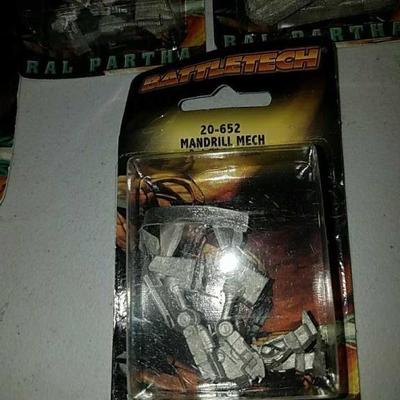 RAL PARTHA
RAL PARTHA
BATTLETECH
20-652
MANDRILL MECH